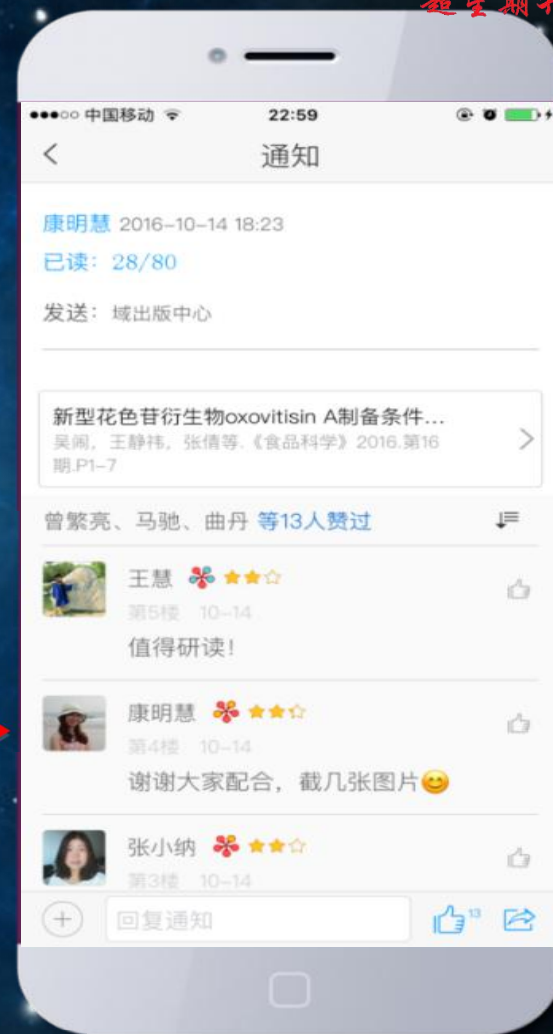 超星期刊
中国移动 22:59
通知
康明慧 2016-10-14 18:23
已读：28/80
发送：域出版中心
新型花色苷衍生物oxovitisin A制备条件...
吴闹，王静祎，张倩等.《食品科学》2016.第16
期.P1-7
曾繁亮、马驰、曲丹 等13人赞过
王慧
第5楼 10-14
值得研读！
康明慧
第4楼 10-14
谢谢大家配合，截几张图片
张小纳
第3楼 10-14
回复通知 13